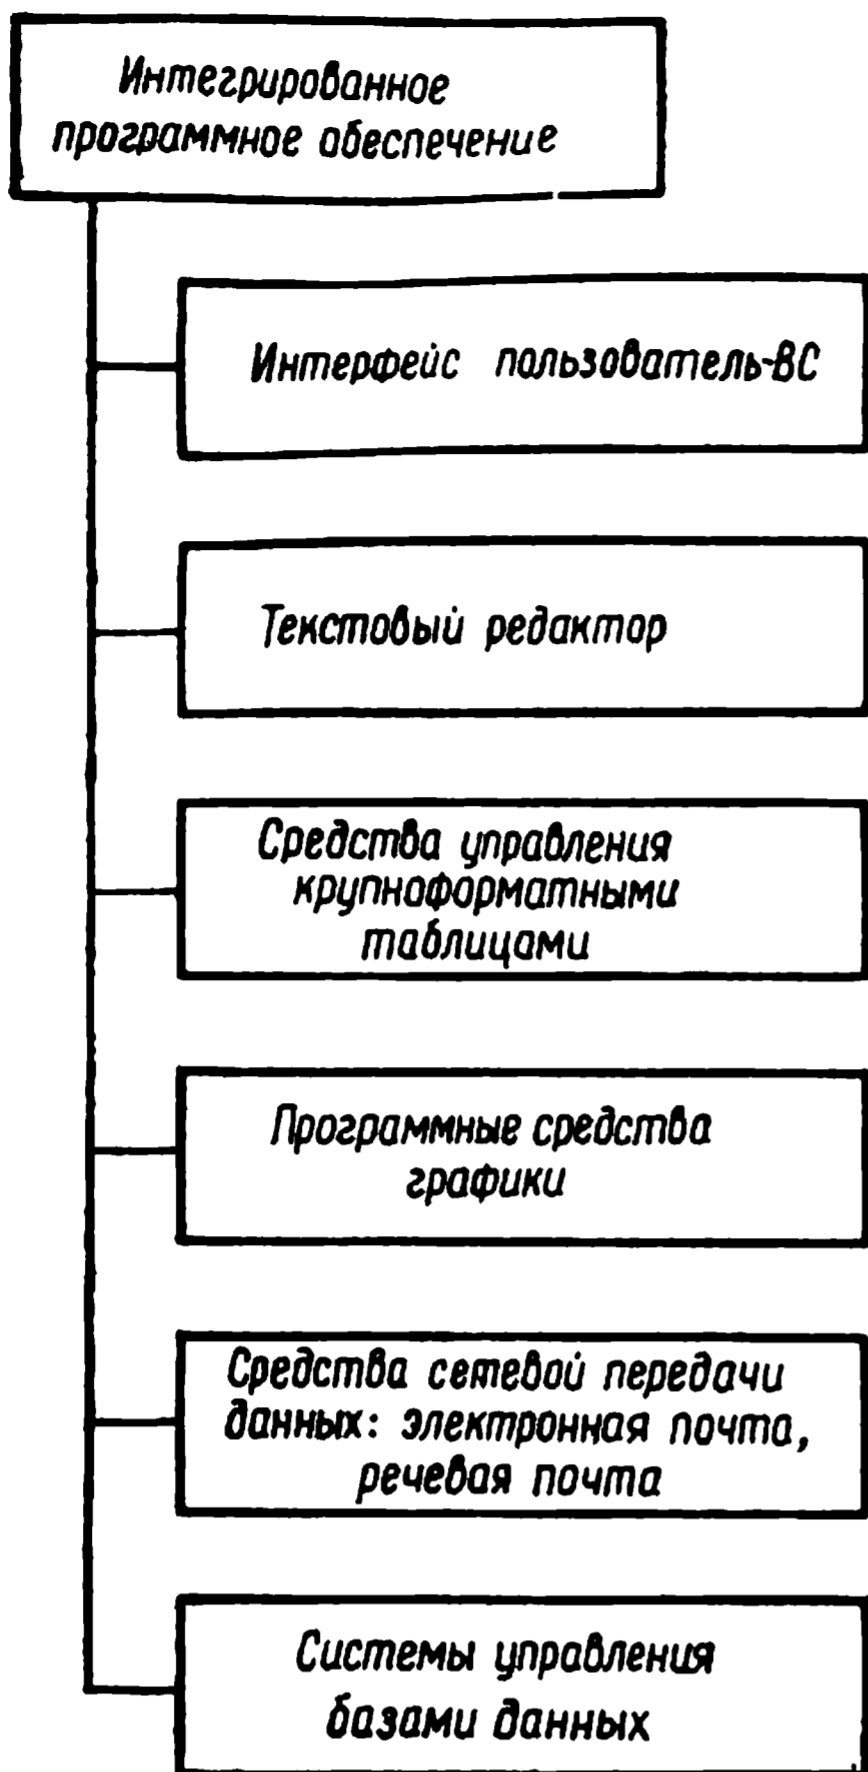 Интегрированное
программное обеспечение
Интерфейс пользователь-ВС
Текстовый редактор
Средства управления
крупноформатными
таблицами
Программные средства
графики
Средства сетевой передачи
данных: электронная почта,
речевая почта
Системы управления
базами данных